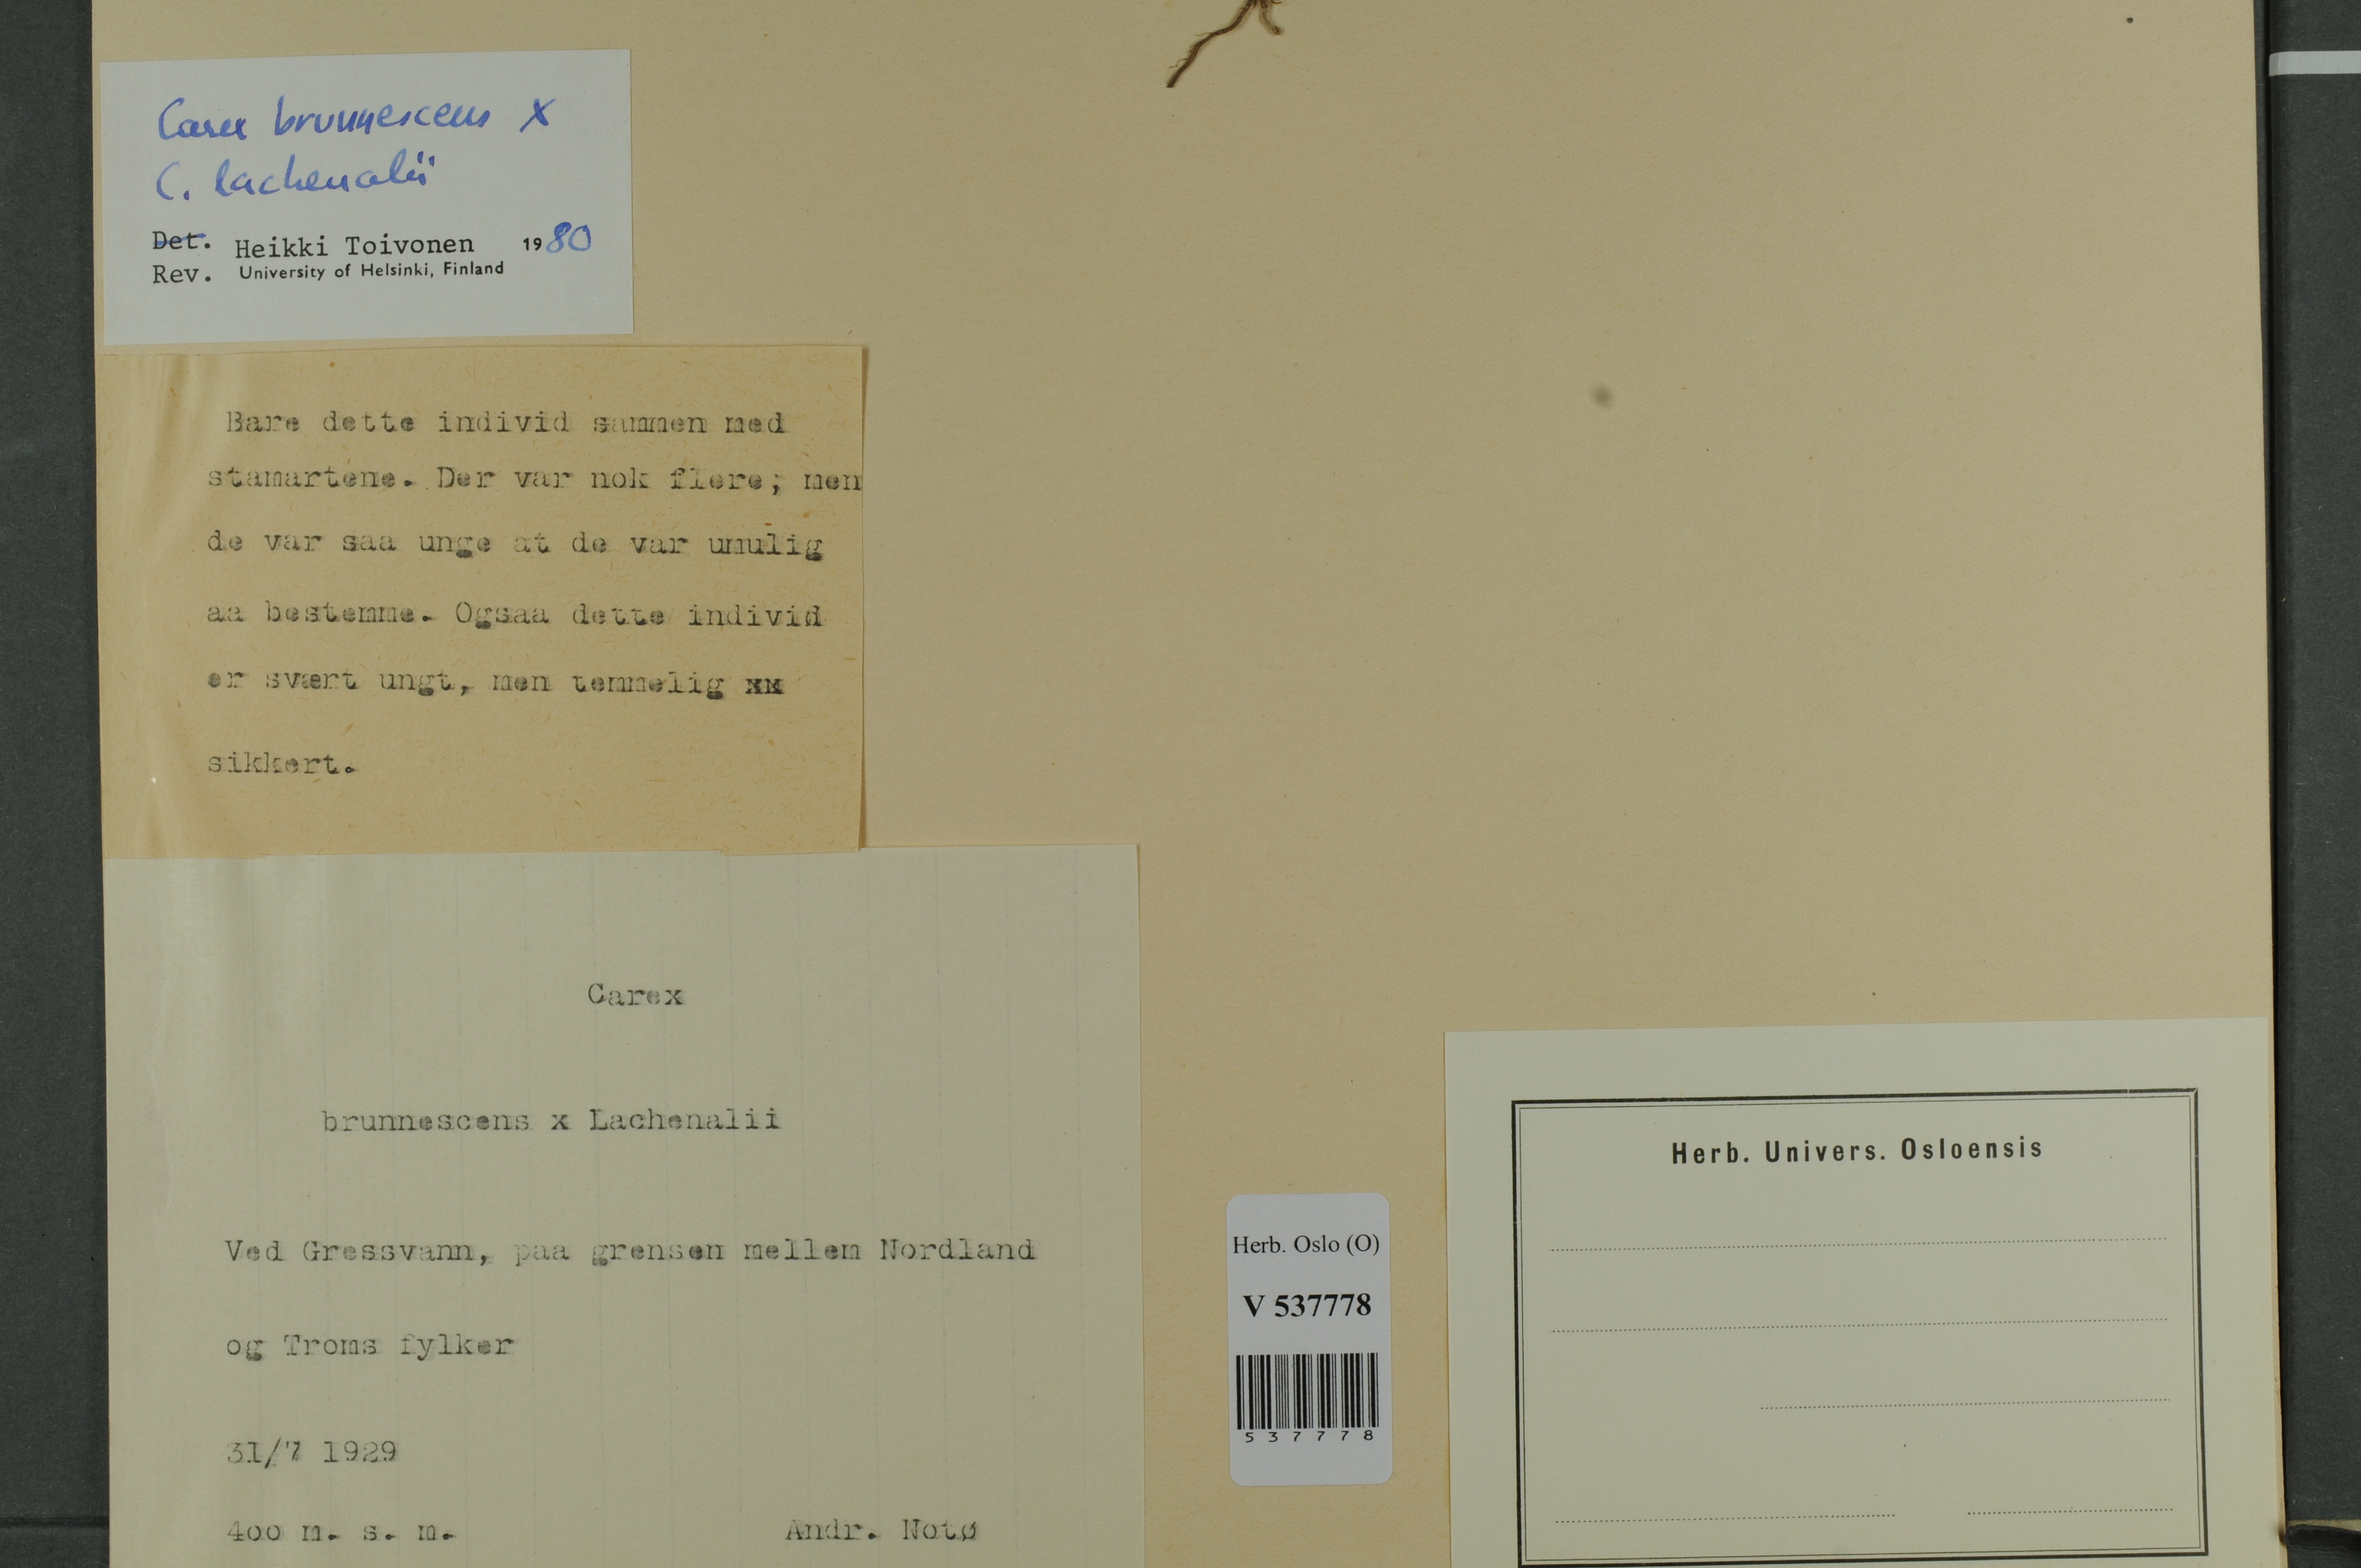 Carex brunnescens x
C. lachenalii
Det. Heikki Toivonen 1980
Rev. University of Helsinki, Finland
Bare dette individ sammen med
stamartene. Der var nok flere; men
de var saa unge at de var umulig
aa bestemme. Ogsaa dette individ
er svært ungt, men temmelig xx
sikkert.
Carex
brunnescens x Lachenalii
Ved Gressvann, paa grensen mellem Nordland
og Troms fylker
31/7 1929
400 m. s. m. Andr. Notø
Herb. Oslo (O)
V 537778
537778
Herb. Univers. Osloensis